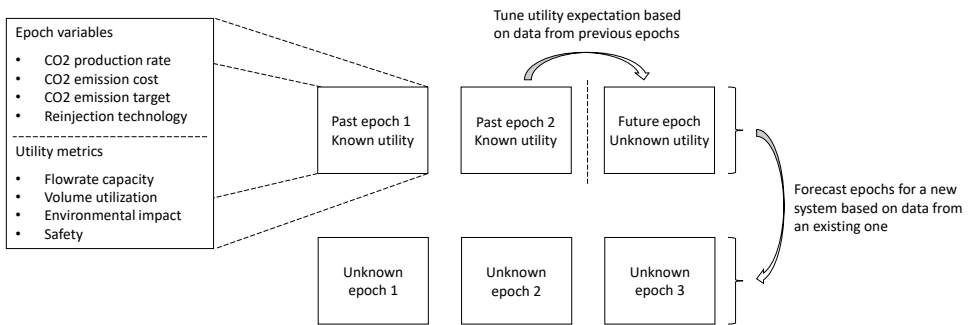 Epoch variables
• CO2 production rate
• CO2 emission cost
• CO2 emission target
• Reinjection technology
Utility metrics
• Flowrate capacity
• Volume utilization
• Environmental impact
• Safety
Tune utility expectation based
on data from previous epochs
Past epoch 1
Known utility
Past epoch 2
Known utility
Future epoch
Unknown utility
Forecast epochs for a new
system based on data from
an existing one
Unknown
epoch 1
Unknown
epoch 2
Unknown
epoch 3